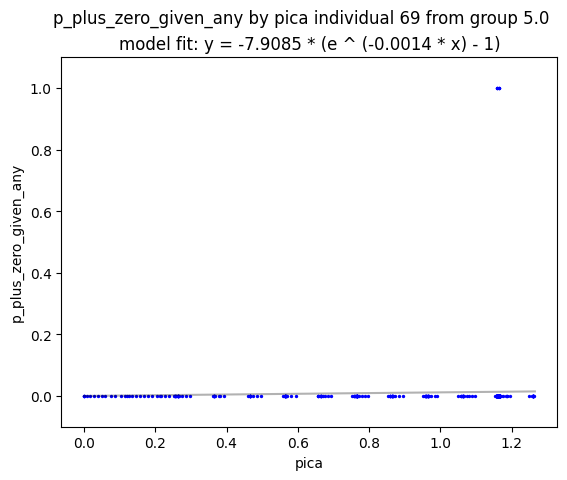 p_plus_zero_given_any by pica individual 69 from group 5.0
model fit: y = -7.9085 * (e ^ (-0.0014 * x) - 1)
1.0
0.8
0.6
0.4
0.2
0.0
p_plus_zero_given_any
0.0 0.2 0.4 0.6 0.8 1.0 1.2
pica